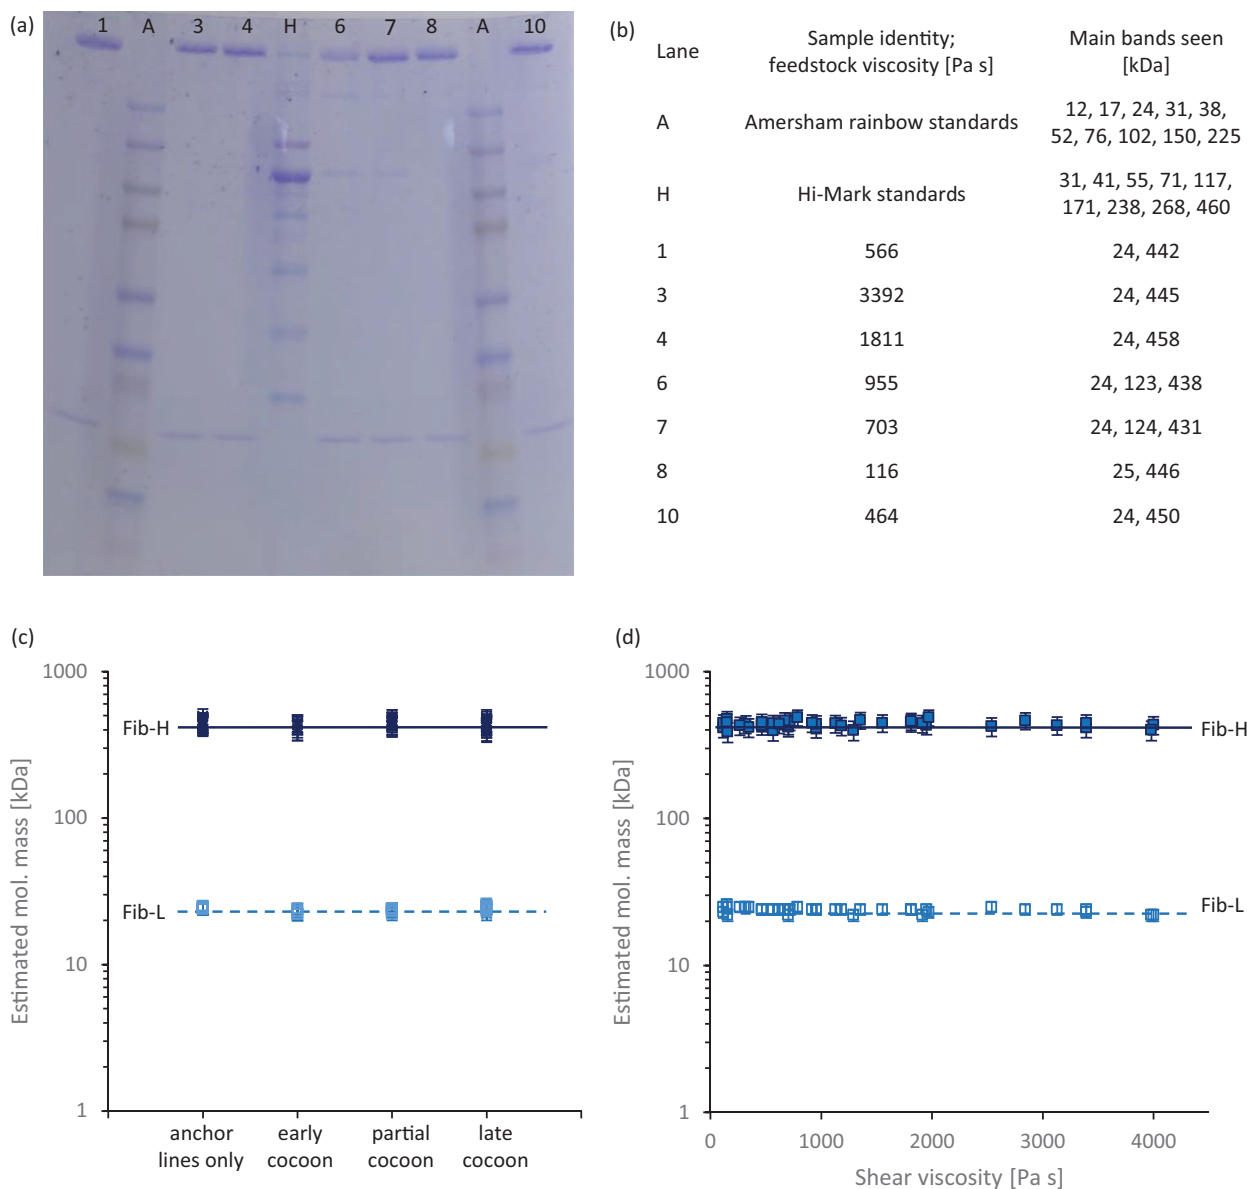 (a)
1 A 3 4 H 6 7 8 A 10
(b)
Lane
Sample identity;
feedstock viscosity [Pa s]
Main bands seen
[kDa]
A
Amersham rainbow standards
12, 17, 24, 31, 38,
52, 76, 102, 150, 225
H
Hi-Mark standards
31, 41, 55, 71, 117,
171, 238, 268, 460
1 566 24, 442
3 3392 24, 445
4 1811 24, 458
6 955 24, 123, 438
7 703 24, 124, 431
8 116 25, 446
10 464 24, 450
(c)
Estimated mol. mass [kDa]
1000
100
10
1
Fib-H
Fib-L
anchor
lines only
early
cocoon
partial
cocoon
late
cocoon
(d)
Estimated mol. mass [kDa]
1000
100
10
1
Fib-H
Fib-L
0 1000 2000 3000 4000
Shear viscosity [Pa s]